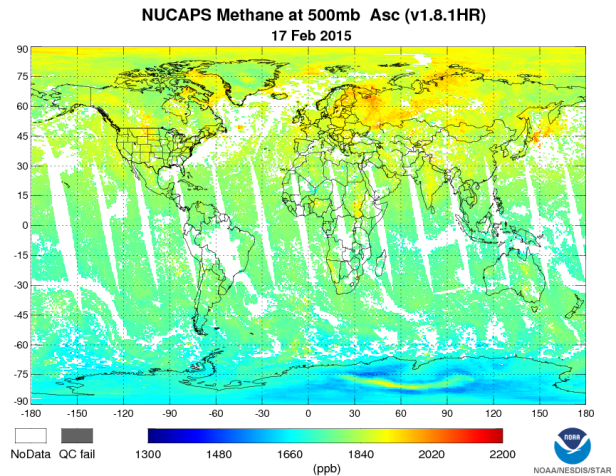 NUCAPS Methane at 500mb Asc (v1.8.1HR)
17 Feb 2015
90
75
60
45
30
15
0
-15
-30
-45
-60
-75
-90
-180 -150 -120 -90 -60 -30 0 30 60 90 120 150 180
NoData QC fail 1300 1480 1660 1840 2020 2200
(ppb)
NOAA
NOAA/NESDIS/STAR